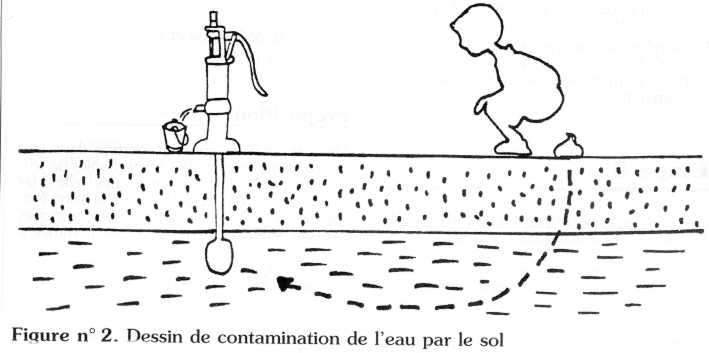 Figure n° 2. Dessin de contamination de l'eau par le sol